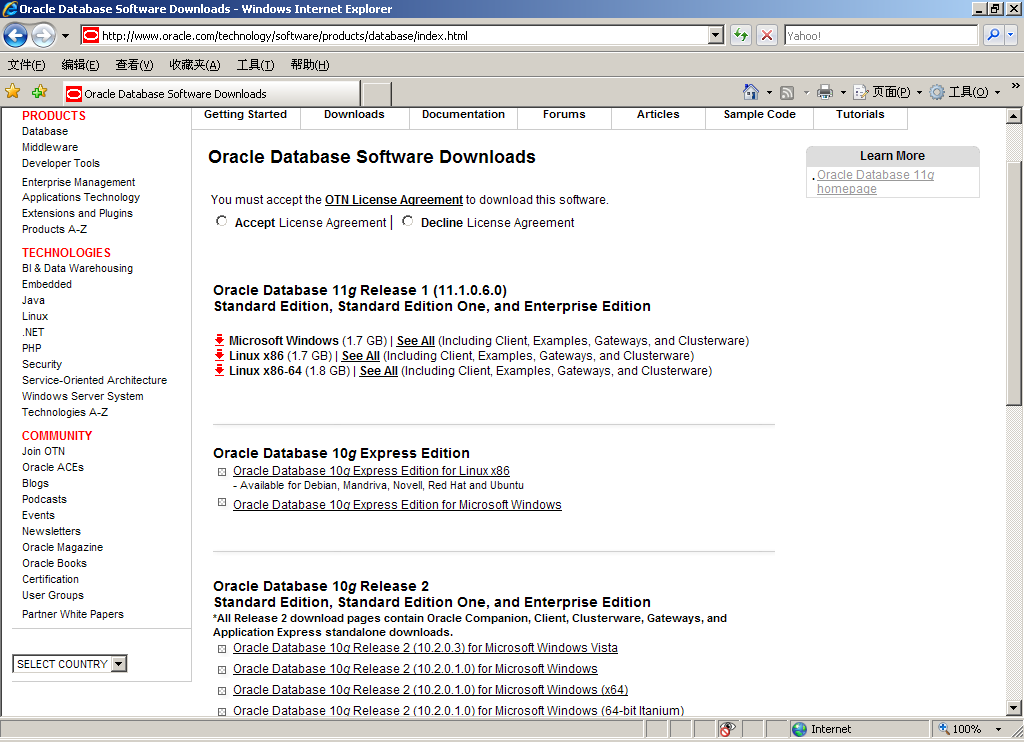 Oracle Database Software Downloads - Windows Internet Explorer
http://www.oracle.com/technology/software/products/database/index.html
Yahoo!
文件(F) 编辑(E) 查看(V) 收藏夹(A) 工具(T) 帮助(H)
Oracle Database Software Downloads
页面(P) 工具(O) »
PRODUCTS
Database
Middleware
Developer Tools
Enterprise Management
Applications Technology
Extensions and Plugins
Products A-Z
TECHNOLOGIES
BI & Data Warehousing
Embedded
Java
Linux
.NET
PHP
Security
Service-Oriented Architecture
Windows Server System
Technologies A-Z
COMMUNITY
Join OTN
Oracle ACEs
Blogs
Podcasts
Events
Newsletters
Oracle Magazine
Oracle Books
Certification
User Groups
Partner White Papers
SELECT COUNTRY
Getting Started Downloads Documentation Forums Articles Sample Code Tutorials
Oracle Database Software Downloads
You must accept the OTN License Agreement to download this software.
Accept License Agreement | Decline License Agreement
Oracle Database 11g Release 1 (11.1.0.6.0)
Standard Edition, Standard Edition One, and Enterprise Edition
Microsoft Windows (1.7 GB) | See All (Including Client, Examples, Gateways, and Clusterware)
Linux x86 (1.7 GB) | See All (Including Client, Examples, Gateways, and Clusterware)
Linux x86-64 (1.8 GB) | See All (Including Client, Examples, Gateways, and Clusterware)
Oracle Database 10g Express Edition
Oracle Database 10g Express Edition for Linux x86
- Available for Debian, Mandriva, Novell, Red Hat and Ubuntu
Oracle Database 10g Express Edition for Microsoft Windows
Oracle Database 10g Release 2
Standard Edition, Standard Edition One, and Enterprise Edition
*All Release 2 download pages contain Oracle Companion, Client, Clusterware, Gateways, and
Application Express standalone downloads.
Oracle Database 10g Release 2 (10.2.0.3) for Microsoft Windows Vista
Oracle Database 10g Release 2 (10.2.0.1.0) for Microsoft Windows
Oracle Database 10g Release 2 (10.2.0.1.0) for Microsoft Windows (x64)
Oracle Database 10g Release 2 (10.2.0.1.0) for Microsoft Windows (64-bit Itanium)
Learn More
Oracle Database 11g
homepage
Internet
100%